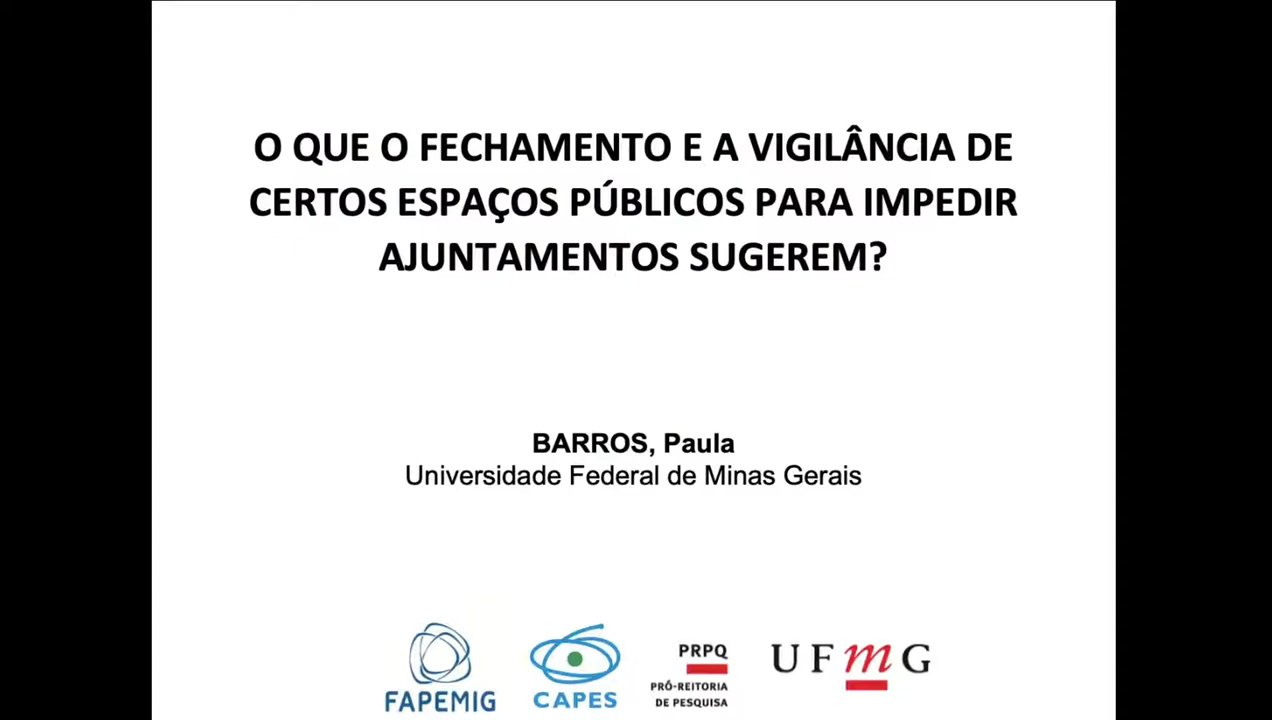 O QUE O FECHAMENTO E A VIGILÂNCIA DE
CERTOS ESPAÇOS PÚBLICOS PARA IMPEDIR
AJUNTAMENTOS SUGEREM?
BARROS, Paula
Universidade Federal de Minas Gerais
FAPEMIG
CAPES
PRPQ
PRÓ-REITORIA
DE PESQUISA
UFmG